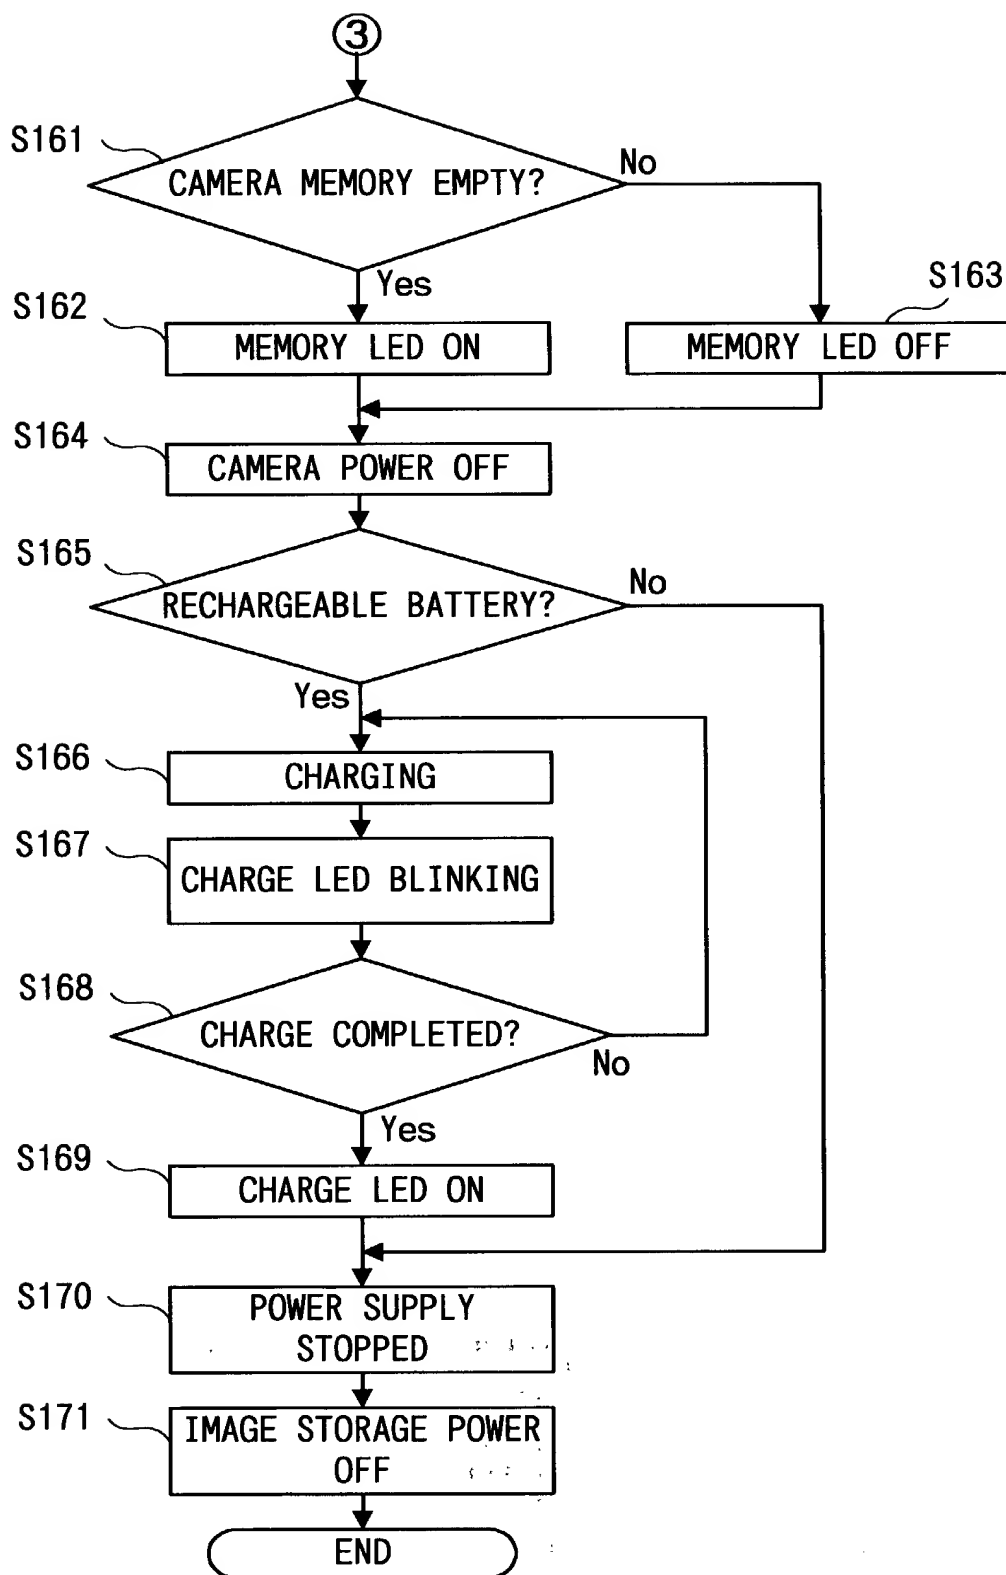 ③
S161
CAMERA MEMORY EMPTY?
No
Yes
S162
MEMORY LED ON
S163
MEMORY LED OFF
S164
CAMERA POWER OFF
S165
RECHARGEABLE BATTERY?
No
Yes
S166
CHARGING
S167
CHARGE LED BLINKING
S168
CHARGE COMPLETED?
No
Yes
S169
CHARGE LED ON
S170
POWER SUPPLY
STOPPED
S171
IMAGE STORAGE POWER
OFF
END